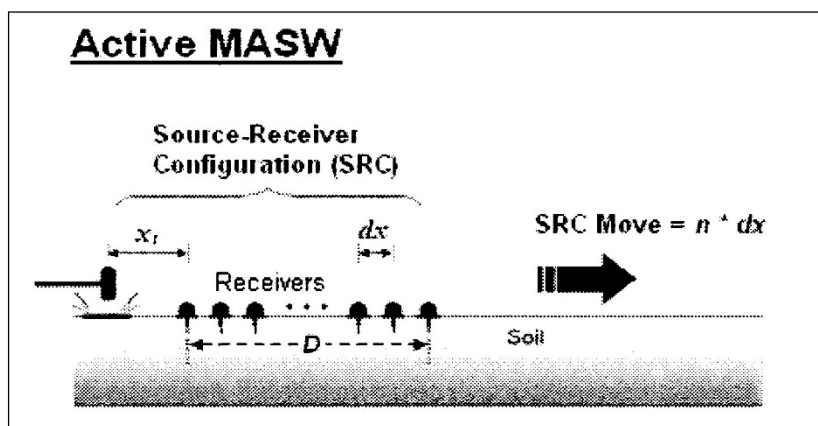 Active MASW
Source-Receiver
Configuration (SRC)
x₁
dx
SRC Move = n * dx
Receivers
D
Soil